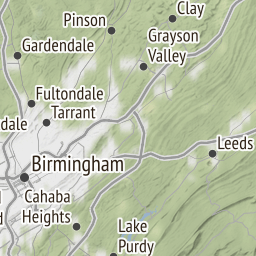 Clay
Pinson
Grayson
Valley
Gardendale
Fultondale
Tarrant
dale
Leeds
Birmingham
Cahaba
Heights
d
Lake
Purdy